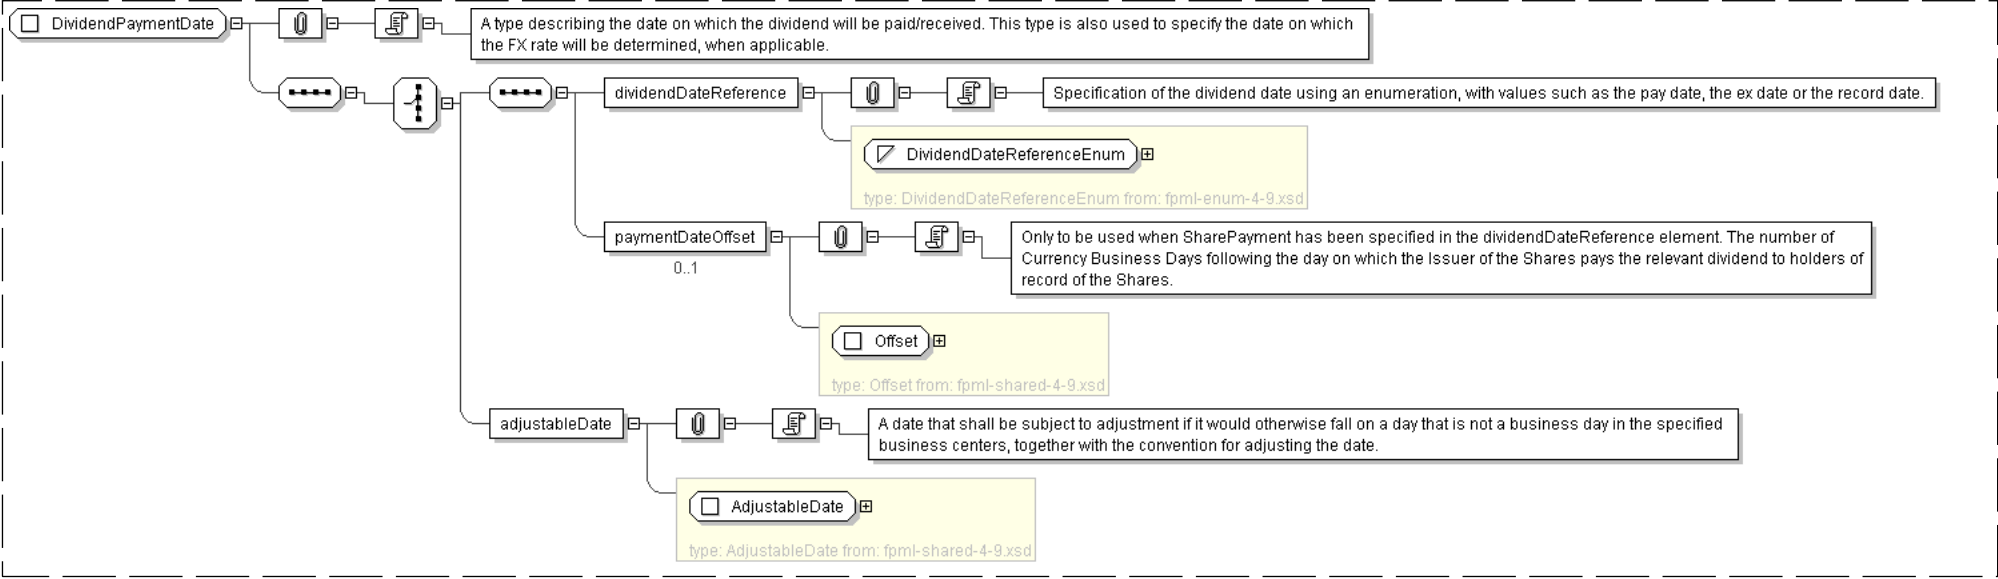 DividendPaymentDate
A type describing the date on which the dividend will be paid/received. This type is also used to specify the date on which
the FX rate will be determined, when applicable.
dividendDateReference
Specification of the dividend date using an enumeration, with values such as the pay date, the ex date or the record date.
DividendDateReferenceEnum
type: DividendDateReferenceEnum from: fpml-enum-4-9.xsd
paymentDateOffset
0..1
Only to be used when SharePayment has been specified in the dividendDateReference element. The number of
Currency Business Days following the day on which the Issuer of the Shares pays the relevant dividend to holders of
record of the Shares.
Offset
type: Offset from: fpml-shared-4-9.xsd
adjustableDate
A date that shall be subject to adjustment if it would otherwise fall on a day that is not a business day in the specified
business centers, together with the convention for adjusting the date.
AdjustableDate
type: AdjustableDate from: fpml-shared-4-9.xsd